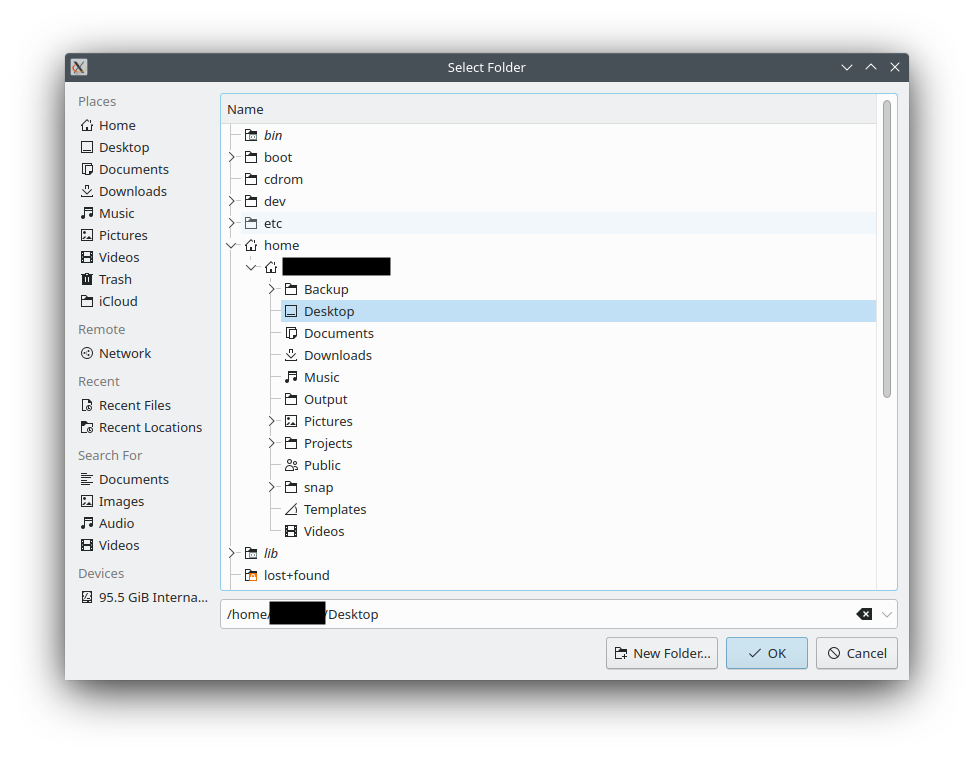 Select Folder
Places
Home
Desktop
Documents
Downloads
Music
Pictures
Videos
Trash
iCloud
Remote
Network
Recent
Recent Files
Recent Locations
Search For
Documents
Images
Audio
Videos
Devices
95.5 GiB Interna...
Name
bin
boot
cdrom
dev
etc
home
Backup
Desktop
Documents
Downloads
Music
Output
Pictures
Projects
Public
snap
Templates
Videos
lib
lost+found
/home/ /Desktop
New Folder... OK Cancel